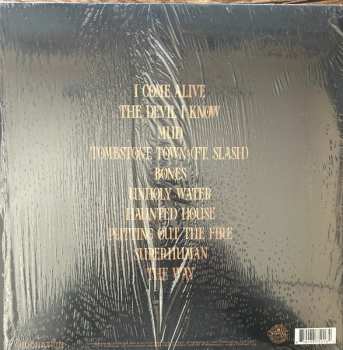 I COME ALIVE
THE DEVIL I KNOW
MUD
TOMBSTONE TOWN (FT. SLASH)
BONES
UNHOLY WATER
HAUNTED HOUSE
PUTTING OUT THE FIRE
SUPERHUMAN
THE WAY